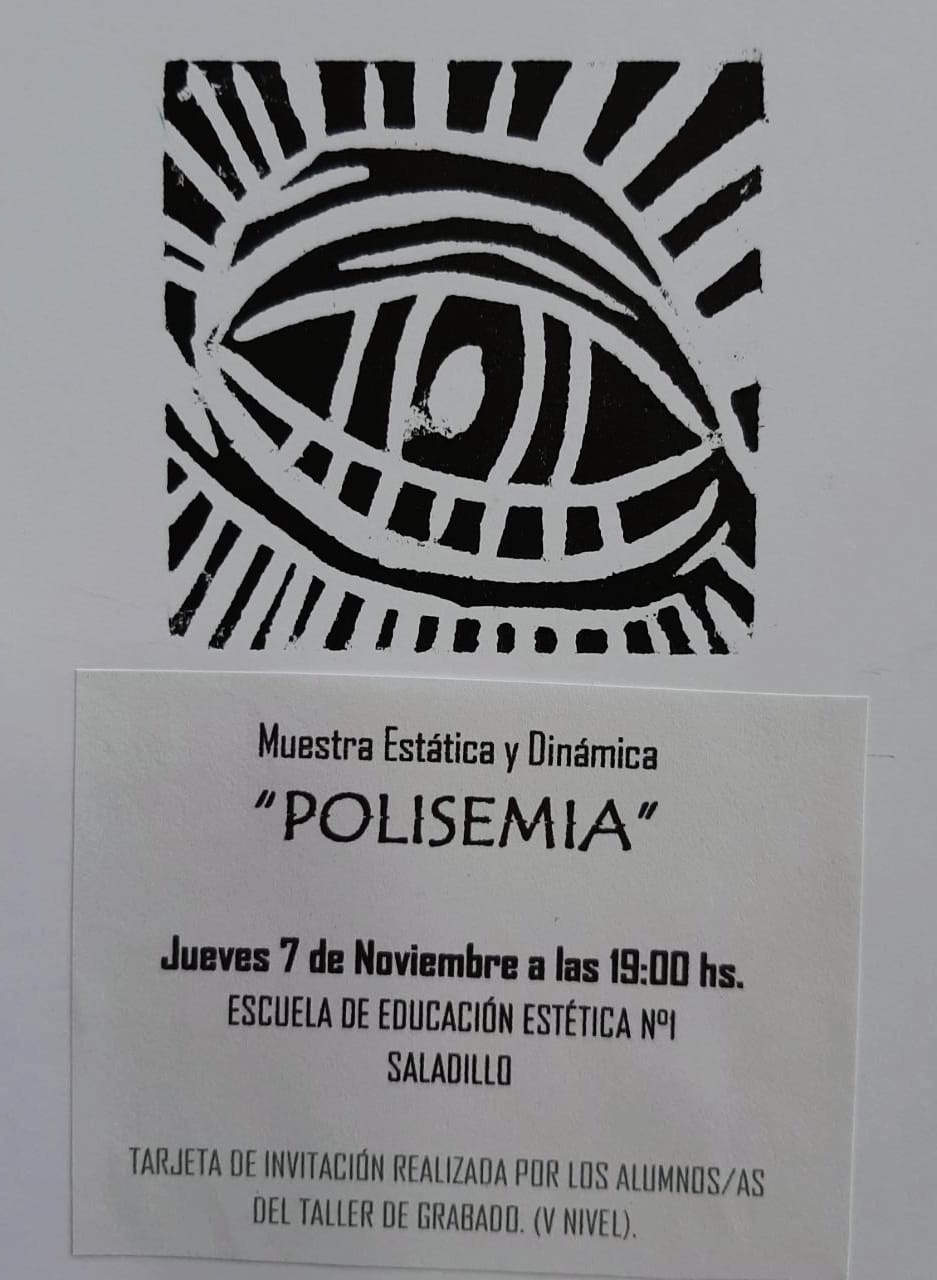 Muestra Estática y Dinámica
"POLISEMIA"
Jueves 7 de Noviembre a las 19:00 hs.
ESCUELA DE EDUCACIÓN ESTÉTICA Nº1
SALADILLO
TARJETA DE INVITACIÓN REALIZADA POR LOS ALUMNOS/AS
DEL TALLER DE GRABADO. (V NIVEL).